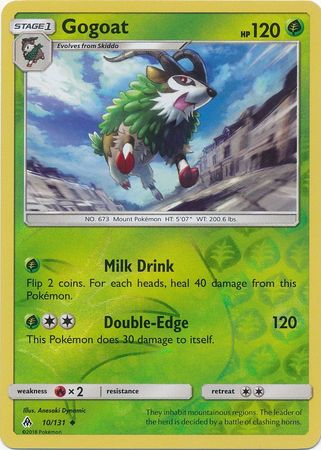 STAGE 1
Gogoat
HP 120
Evolves from Skiddo
NO. 673 Mount Pokémon HT: 5'07" WT: 200.6 lbs.
Milk Drink
Flip 2 coins. For each heads, heal 40 damage from this
Pokémon.
Double-Edge 120
This Pokémon does 30 damage to itself.
weakness × 2 resistance retreat
Illus. Anesaki Dynamic
10/131
©2018 Pokémon
They inhabit mountainous regions. The leader of
the herd is decided by a battle of clashing horns.